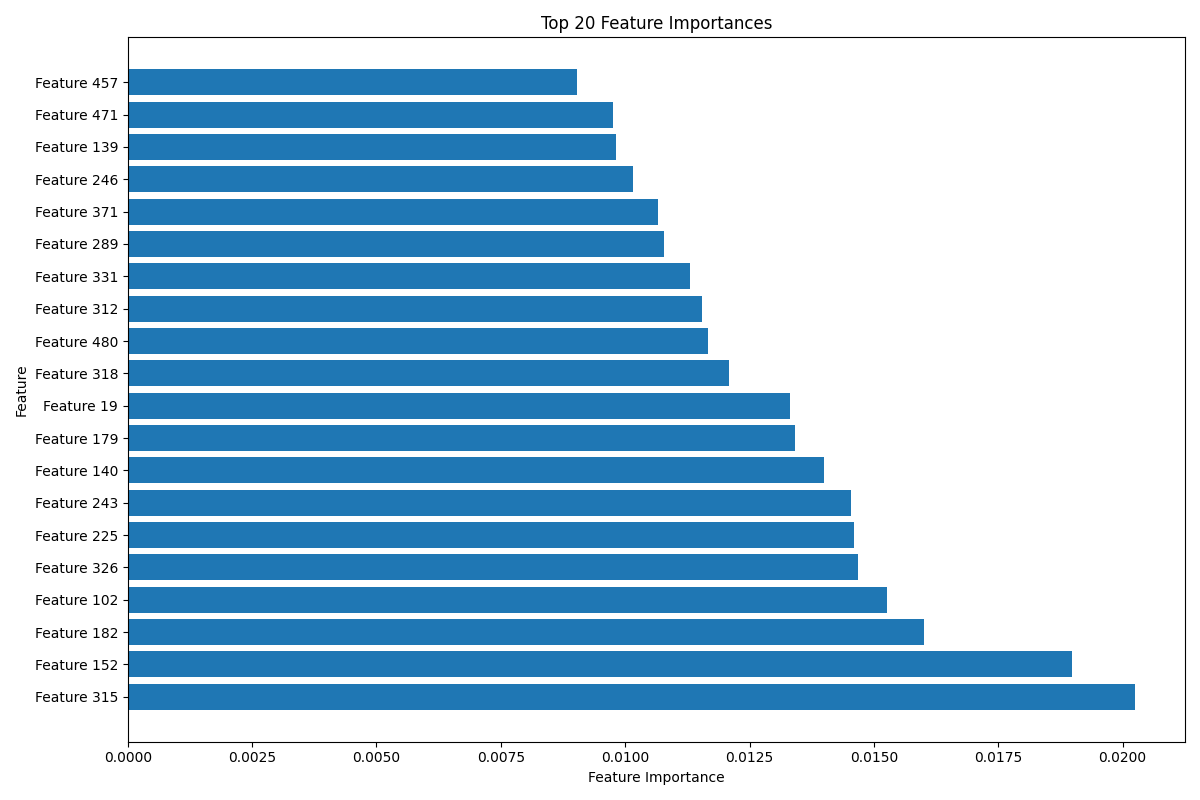 Top 20 Feature Importances
Feature 457
Feature 471
Feature 139
Feature 246
Feature 371
Feature 289
Feature 331
Feature 312
Feature 480
Feature 318
Feature 19
Feature 179
Feature 140
Feature 243
Feature 225
Feature 326
Feature 102
Feature 182
Feature 152
Feature 315
Feature
0.0000 0.0025 0.0050 0.0075 0.0100 0.0125 0.0150 0.0175 0.0200
Feature Importance